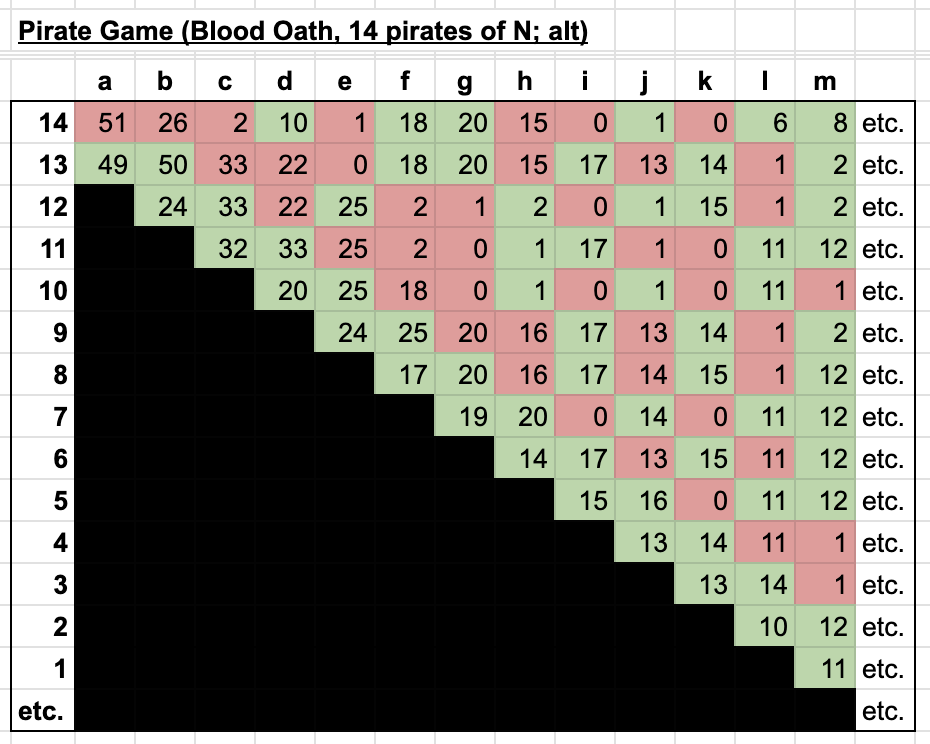 Pirate Game (Blood Oath, 14 pirates of N; alt)
a b c d e f g h i j k l m
14 51 26 2 10 1 18 20 15 0 1 0 6 8 etc.
13 49 50 33 22 0 18 20 15 17 13 14 1 2 etc.
12 24 33 22 25 2 1 2 0 1 15 1 2 etc.
11 32 33 25 2 0 1 17 1 0 11 12 etc.
10 20 25 18 0 1 0 1 0 11 1 etc.
9 24 25 20 16 17 13 14 1 2 etc.
8 17 20 16 17 14 15 1 12 etc.
7 19 20 0 14 0 11 12 etc.
6 14 17 13 15 11 12 etc.
5 15 16 0 11 12 etc.
4 13 14 11 1 etc.
3 13 14 1 etc.
2 10 12 etc.
1 11 etc.
etc. etc.